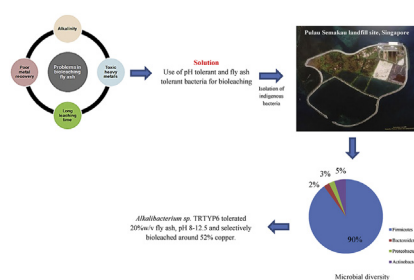 Alkalinity
Poor
metal
recovery
Problems in
bioleaching
fly ash
Toxic
heavy
metals
Long
leaching
time
Solution
Use of pH tolerant and fly ash
tolerant bacteria for bioleaching
Isolation of
indigenous
bacteria
Pulau Semakau landfill site, Singapore
Alkalibacterium sp. TRTYP6 tolerated
20%w/v fly ash, pH 8-12.5 and selectively
bioleached around 52% copper.
2%
3%
5%
90%
Firmicutes
Bacteroidetes
Proteobacteria
Actinobacteria
Microbial diversity